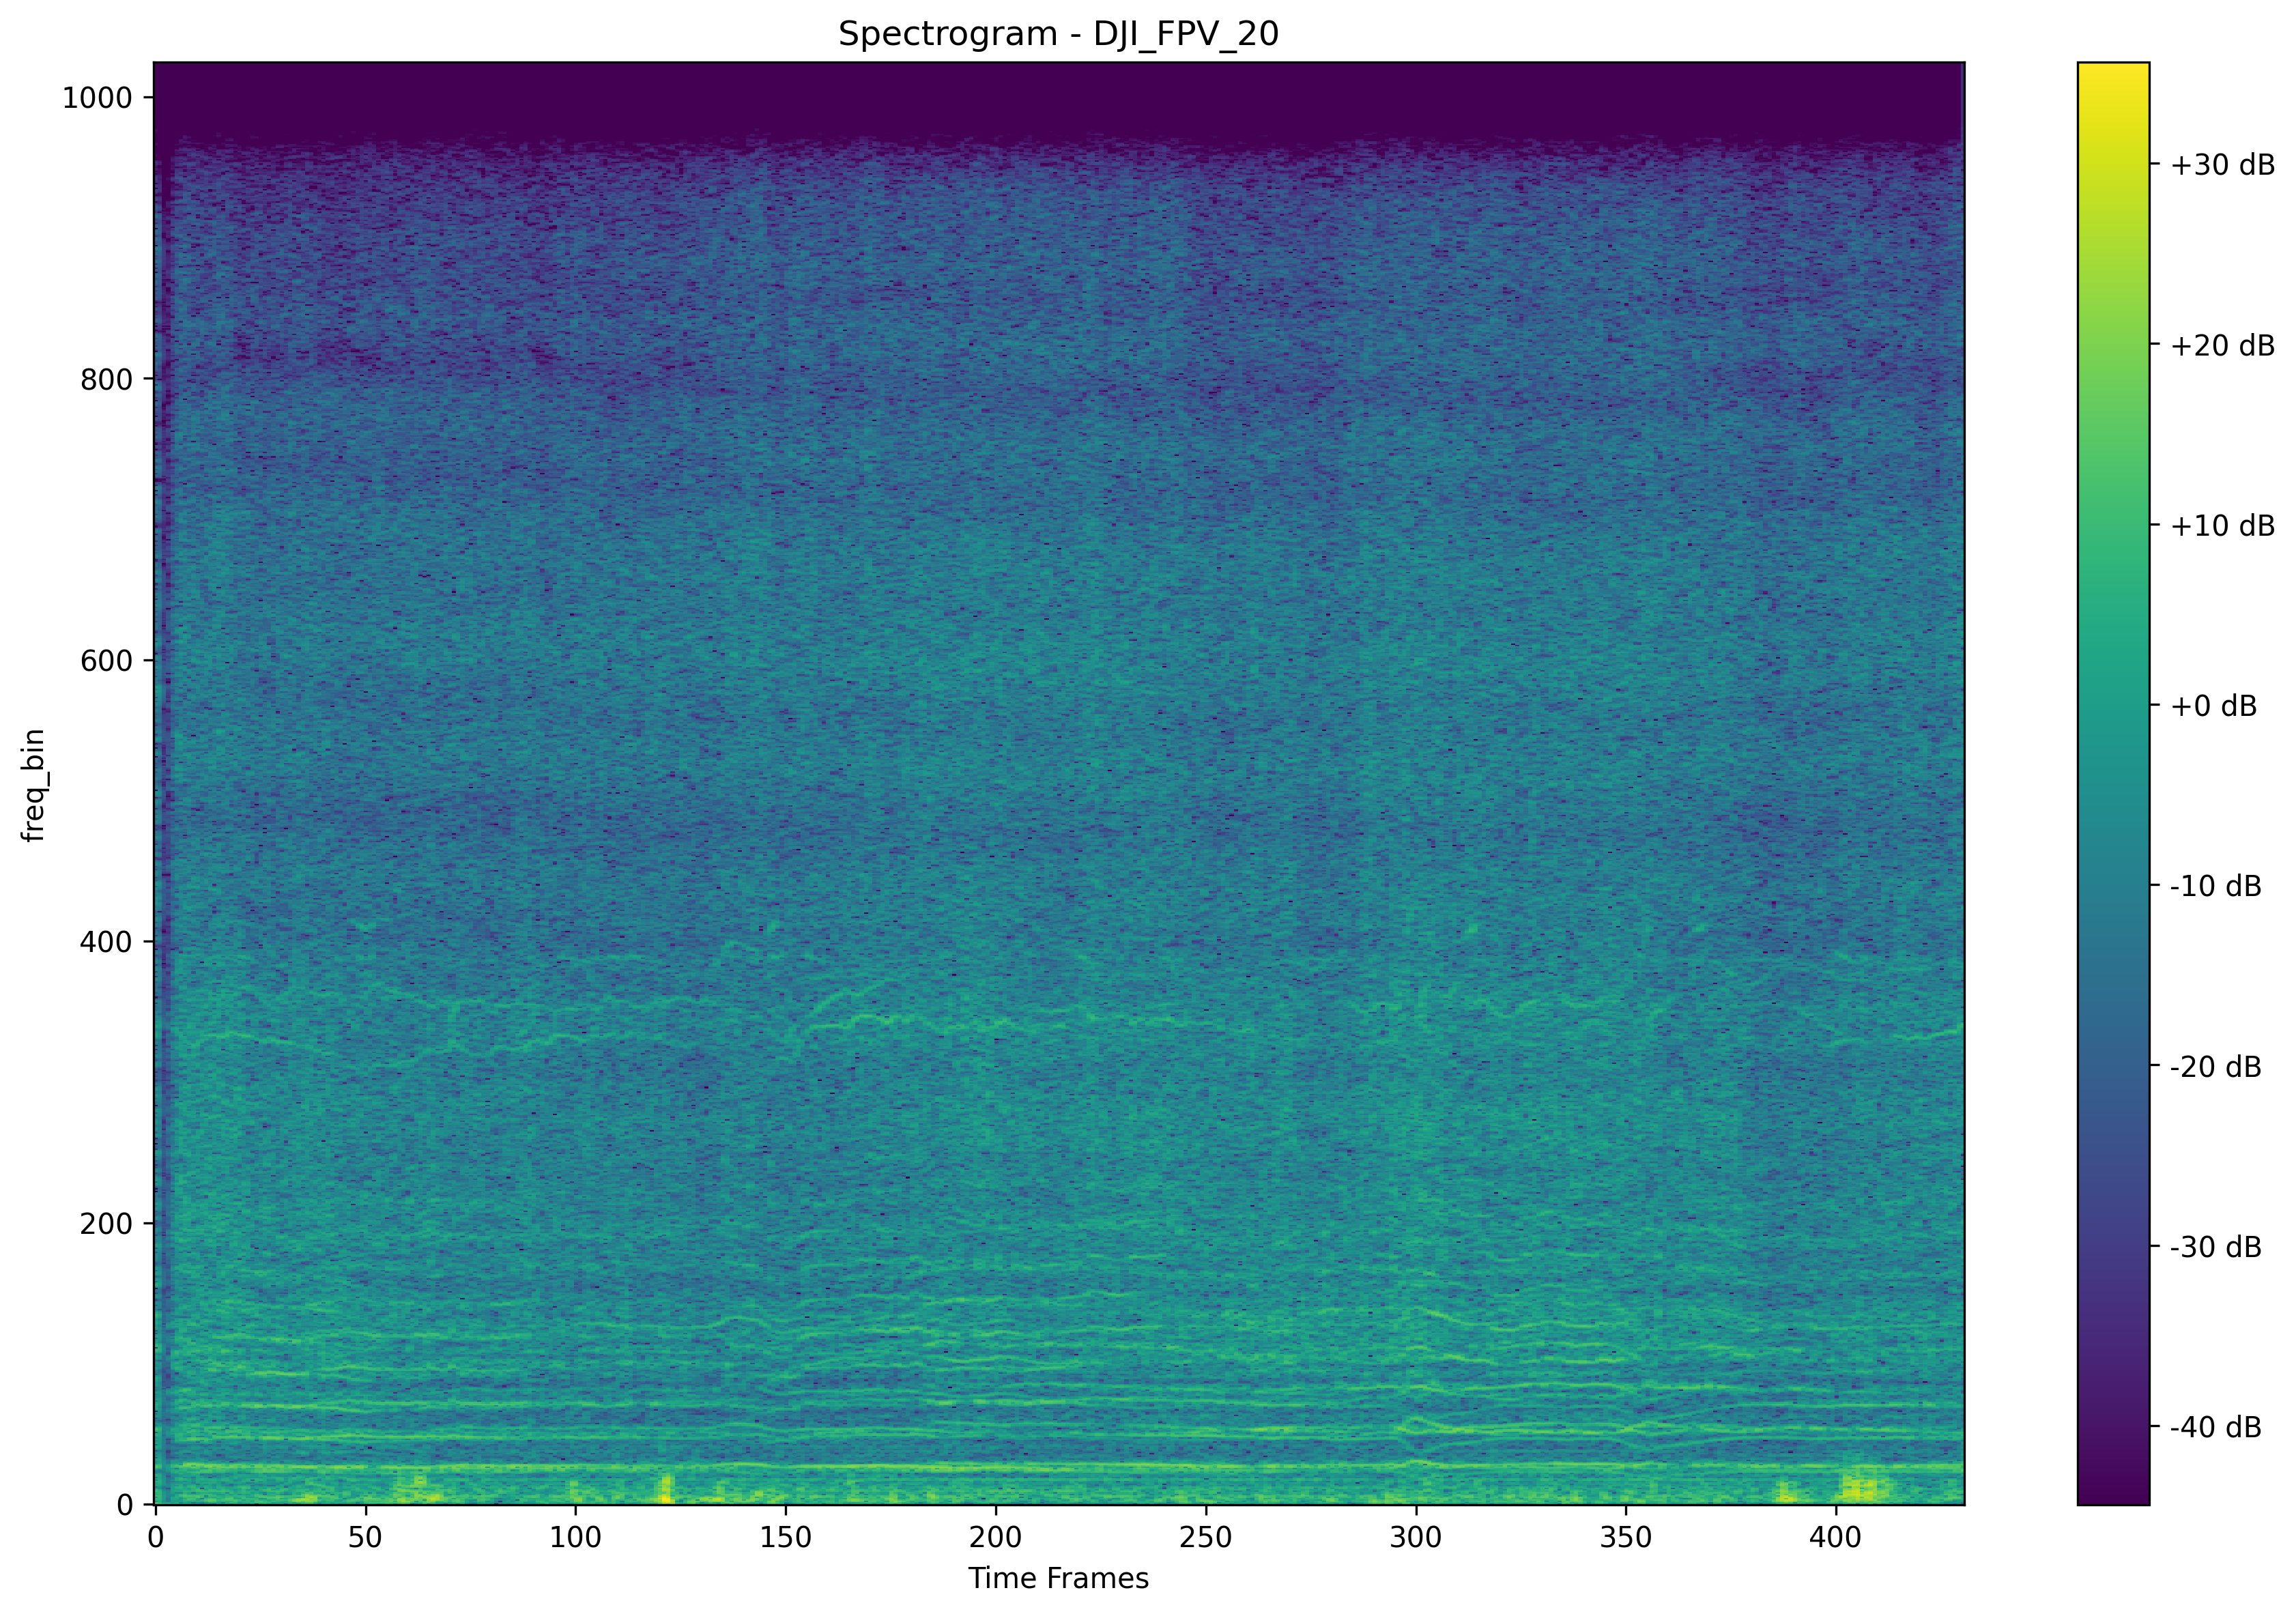 Spectrogram - DJI_FPV_20
1000
800
600
400
200
0
freq_bin
0 50 100 150 200 250 300 350 400
Time Frames
+30 dB
+20 dB
+10 dB
+0 dB
-10 dB
-20 dB
-30 dB
-40 dB